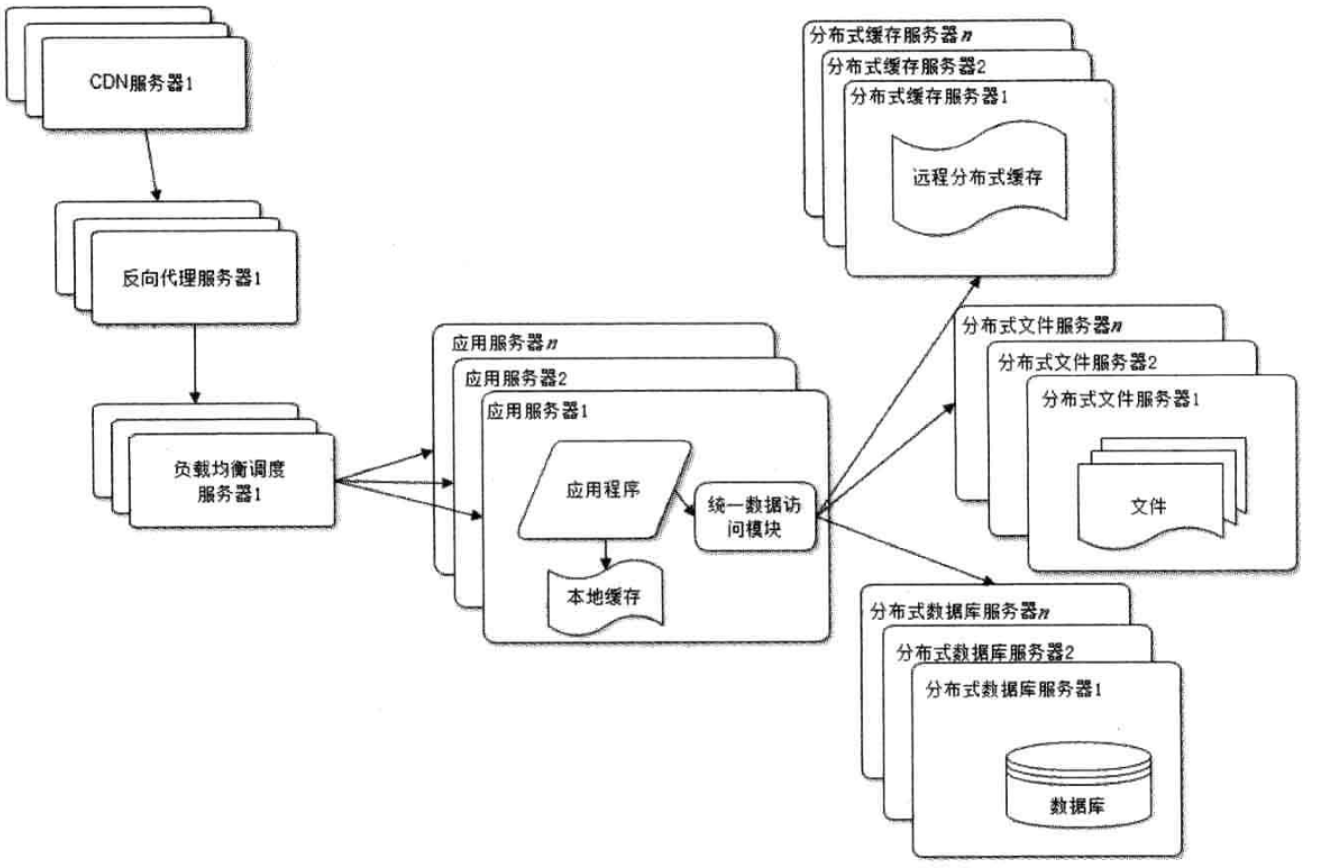 CDN服务器1
反向代理服务器1
负载均衡调度
服务器1
应用服务器n
应用服务器2
应用服务器1
应用程序
统一数据访
问模块
本地缓存
分布式缓存服务器n
分布式缓存服务器2
分布式缓存服务器1
远程分布式缓存
分布式文件服务器n
分布式文件服务器2
分布式文件服务器1
文件
分布式数据库服务器n
分布式数据库服务器2
分布式数据库服务器1
数据库